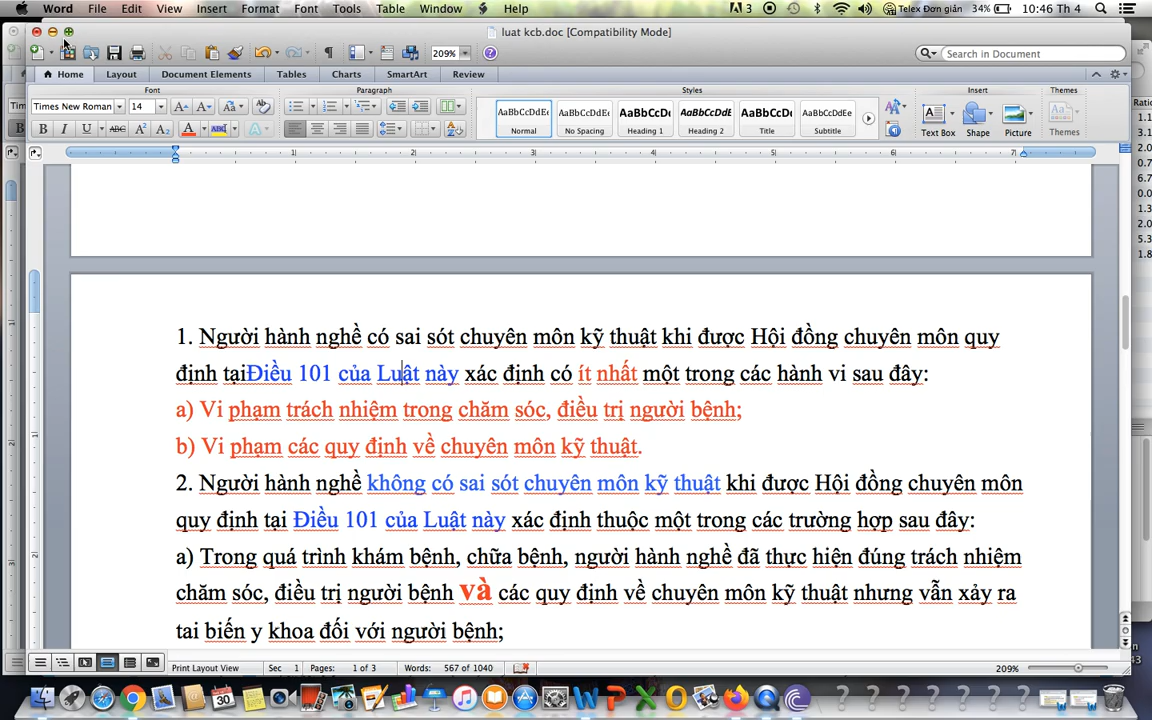 Word File Edit View Insert Format Font Tools Table Window Help
3 Telex Đơn giản 34% 10:46 Th 4
luat kcb.doc [Compatibility Mode]
209%
Search in Document
Home Layout Document Elements Tables Charts SmartArt Review
Font Paragraph Styles Insert Themes
Times New Roman 14
AaBbCcDdEe AaBbCcDdEe AaBbCcDc AaBbCcDdEe AaBbCcDc AaBbCcDdEe
Normal No Spacing Heading 1 Heading 2 Title Subtitle
Text Box Shape Picture Themes
1. Người hành nghề có sai sót chuyên môn kỹ thuật khi được Hội đồng chuyên môn quy
định tạiĐiều 101 của Luật này xác định có ít nhất một trong các hành vi sau đây:
a) Vi phạm trách nhiệm trong chăm sóc, điều trị người bệnh;
b) Vi phạm các quy định về chuyên môn kỹ thuật.
2. Người hành nghề không có sai sót chuyên môn kỹ thuật khi được Hội đồng chuyên môn
quy định tại Điều 101 của Luật này xác định thuộc một trong các trường hợp sau đây:
a) Trong quá trình khám bệnh, chữa bệnh, người hành nghề đã thực hiện đúng trách nhiệm
chăm sóc, điều trị người bệnh và các quy định về chuyên môn kỹ thuật nhưng vẫn xảy ra
tai biến y khoa đối với người bệnh;
Print Layout View Sec 1 Pages: 1 of 3 Words: 567 of 1040 209%